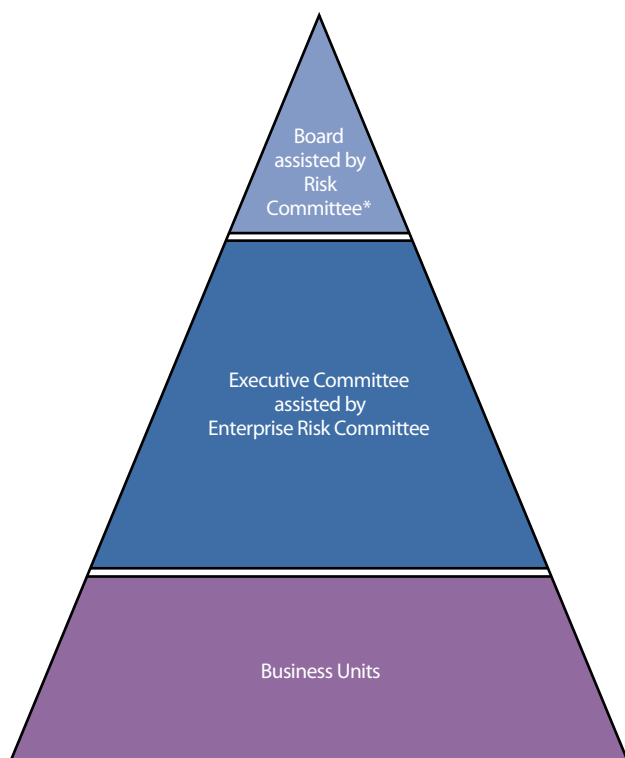 Board
assisted by
Risk
Committee*
Executive Committee
assisted by
Enterprise Risk Committee
Business Units